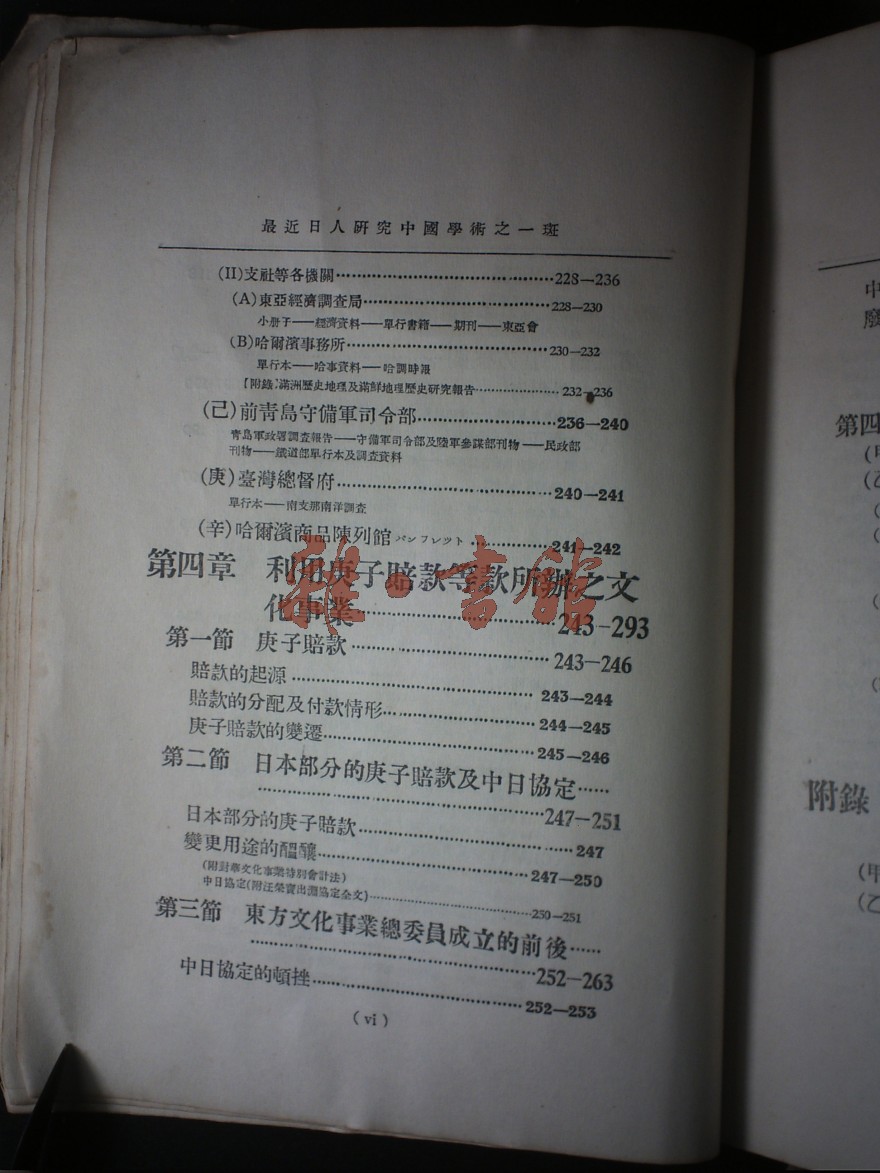 最近日人研究中國學術之一斑
(II)支社等各機關……228—236
(A)東亞經濟調查局……228—230
小册子——經濟資料——單行書籍——期刊——東亞會
(B)哈爾濱事務所……230—232
單行本——哈事資料——哈調時報
[附錄]滿洲歷史地理及滿鮮地理歷史研究報告……232—236
(己)前靑島守備軍司令部……236—240
靑島軍政署調查報告——守備軍司令部及陸軍參謀部刊物——民政部
刊物——鐵道部單行本及調查資料
(庚)臺灣總督府……240—241
單行本——南支那南洋調查
(辛)哈爾濱商品陳列館パンフレツト……241—242
第四章 利用庚子賠款等款所辦之文
化事業……243—293
第一節 庚子賠款……243—246
賠款的起源……243—244
賠款的分配及付款情形……244—245
庚子賠款的變遷……245—246
第二節 日本部分的庚子賠款及中日協定……
……247—251
日本部分的庚子賠款……247
變更用途的醞釀……247—250
(附對華文化事業特別會計法)
中日協定(附汪榮寶出淵協定全文)……250—251
第三節 東方文化事業總委員成立的前後……
……252—263
中日協定的頓挫……252—253
(vi)
雜·書館
中
廢
第四
(甲
(乙
附錄
(甲
(乙